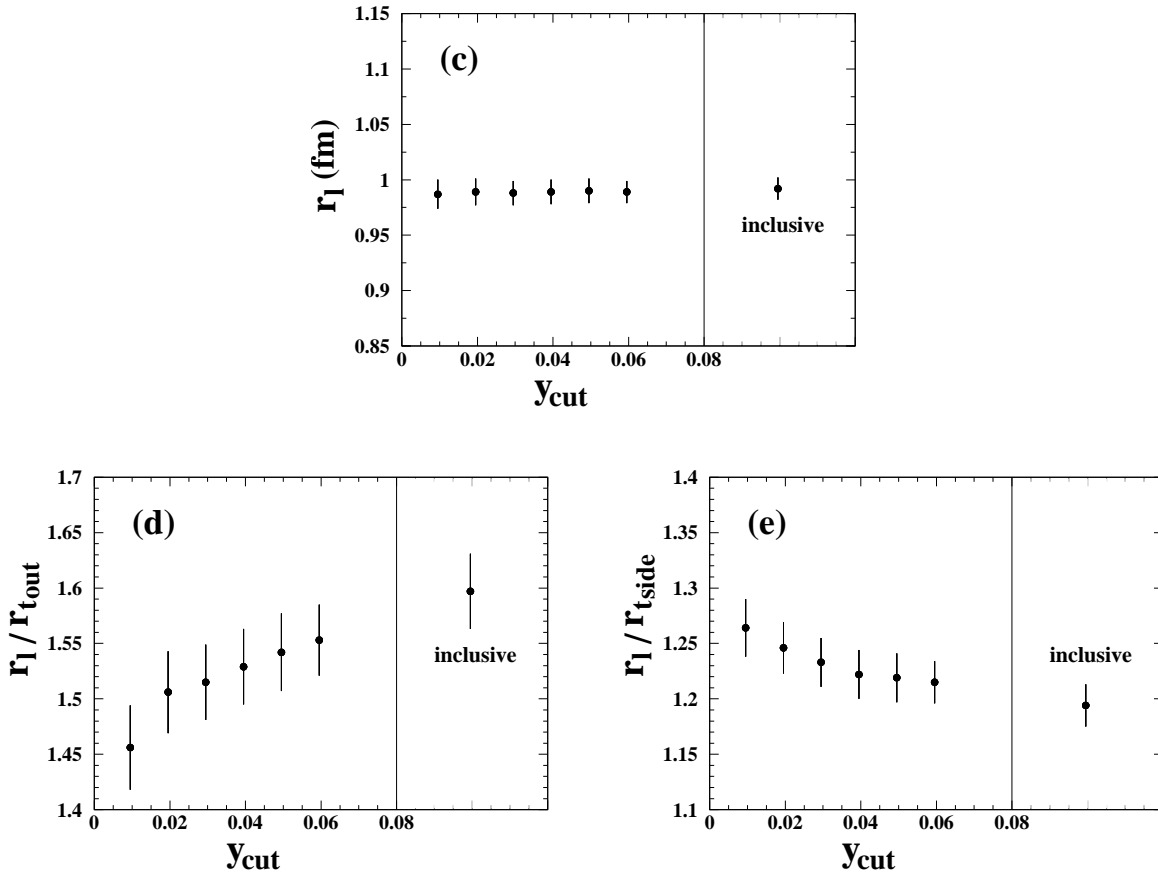 1.15
(c)
1.1
1.05
r_l (fm)
1
0.95
inclusive
0.9
0.85
0 0.02 0.04 0.06 0.08
y_cut
1.7
(d)
1.65
1.6
r_l / r_t_out
1.55
inclusive
1.5
1.45
1.4
0 0.02 0.04 0.06 0.08
y_cut
1.4
(e)
1.35
1.3
r_l / r_t_side
1.25
inclusive
1.2
1.15
1.1
0 0.02 0.04 0.06 0.08
y_cut